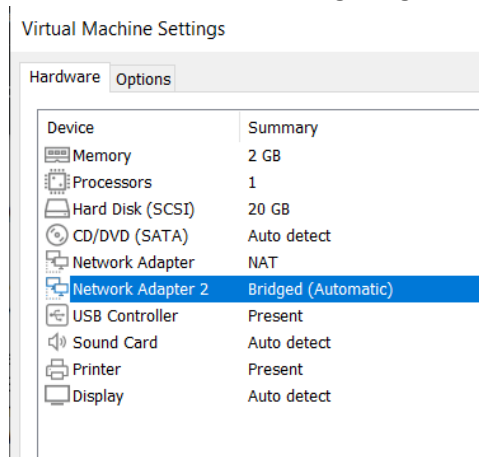 Virtual Machine Settings
Hardware Options
Device Summary
Memory 2 GB
Processors 1
Hard Disk (SCSI) 20 GB
CD/DVD (SATA) Auto detect
Network Adapter NAT
Network Adapter 2 Bridged (Automatic)
USB Controller Present
Sound Card Auto detect
Printer Present
Display Auto detect